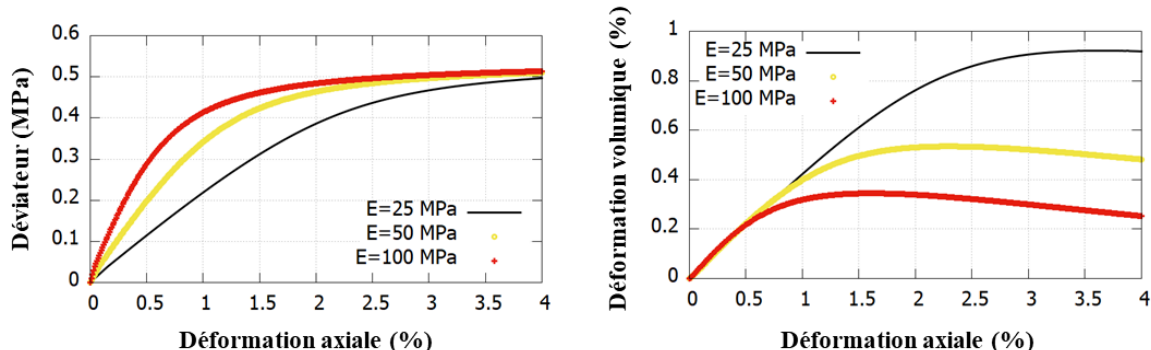 Déviateur (MPa)
0.6
0.5
0.4
0.3
0.2
0.1
0
E=25 MPa
E=50 MPa
E=100 MPa
0 0.5 1 1.5 2 2.5 3 3.5 4
Déformation axiale (%)
Déformation volumique (%)
1
0.8
0.6
0.4
0.2
0
E=25 MPa
E=50 MPa
E=100 MPa
0 0.5 1 1.5 2 2.5 3 3.5 4
Déformation axiale (%)